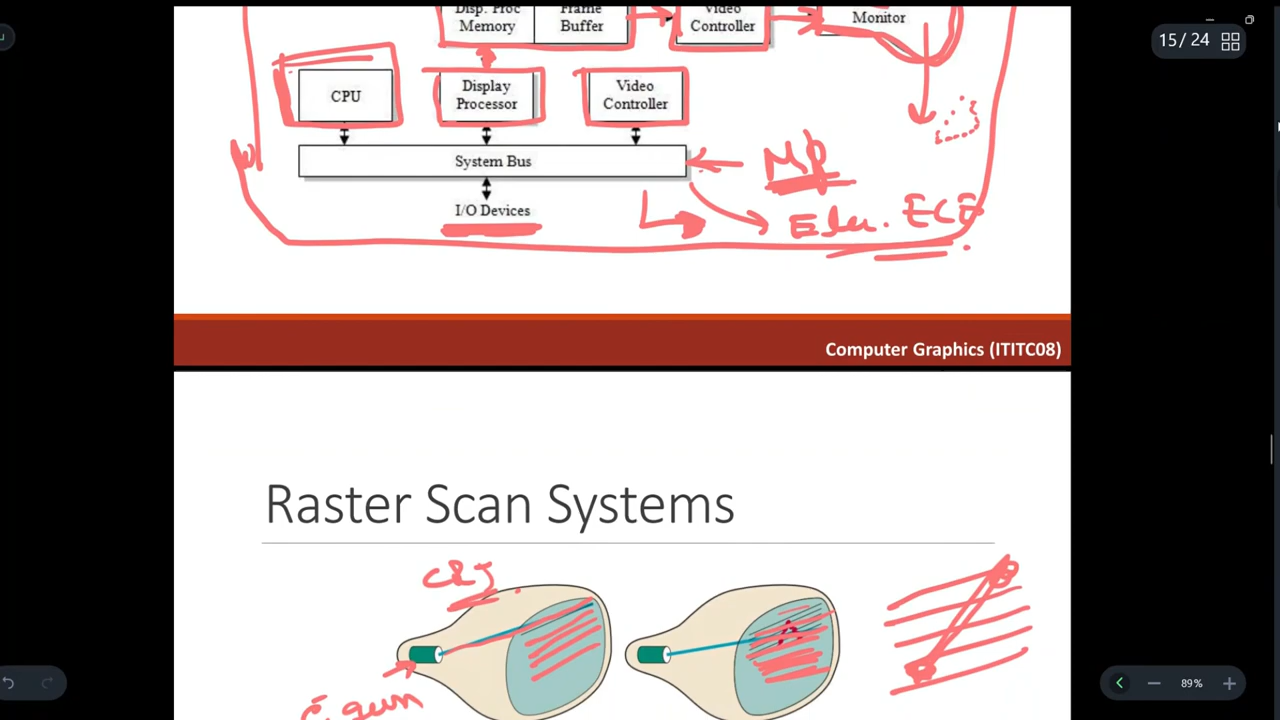 Disp. Proc
Memory
Frame
Buffer
Video
Controller
Monitor
15/24
CPU
Display
Processor
Video
Controller
System Bus
MP
I/O Devices
ECE
Computer Graphics (ITITC08)
Raster Scan Systems
CRT
gun
89%